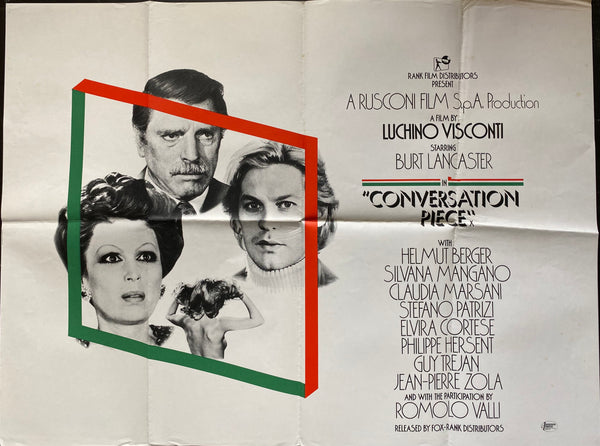 RANK FILM DISTRIBUTORS
PRESENT
A RUSCONI FILM S.p.A. Production
A FILM BY
LUCHINO VISCONTI
STARRING
BURT LANCASTER
IN
"CONVERSATION
PIECE" X
WITH
HELMUT BERGER
SILVANA MANGANO
CLAUDIA MARSANI
STEFANO PATRIZI
ELVIRA CORTESE
PHILIPPE HERSENT
GUY TREJAN
JEAN-PIERRE ZOLA
AND WITH THE PARTICIPATION BY
ROMOLO VALLI
RELEASED BY FOX-RANK DISTRIBUTORS